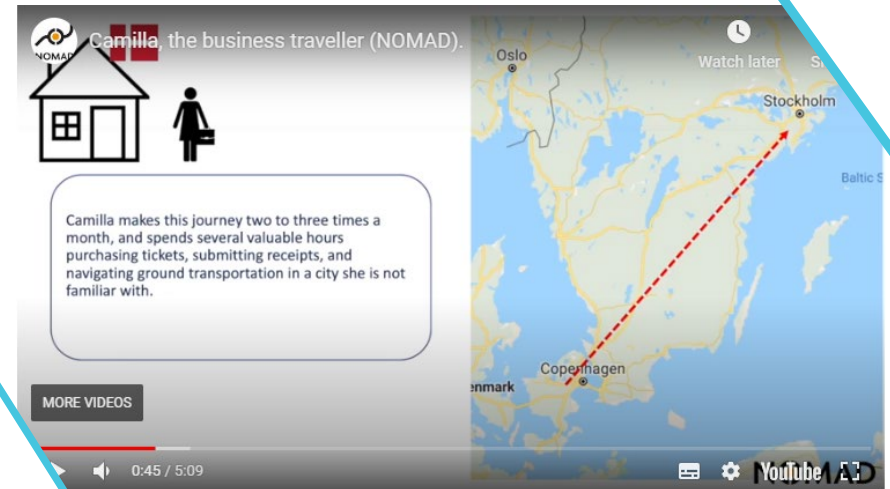 NOMAD
Camilla, the business traveller (NOMAD).
Watch later
Oslo
Stockholm
Baltic
Camilla makes this journey two to three times a
month, and spends several valuable hours
purchasing tickets, submitting receipts, and
navigating ground transportation in a city she is not
familiar with.
Copenhagen
enmark
MORE VIDEOS
0:45 / 5:09
YouTube
NOMAD